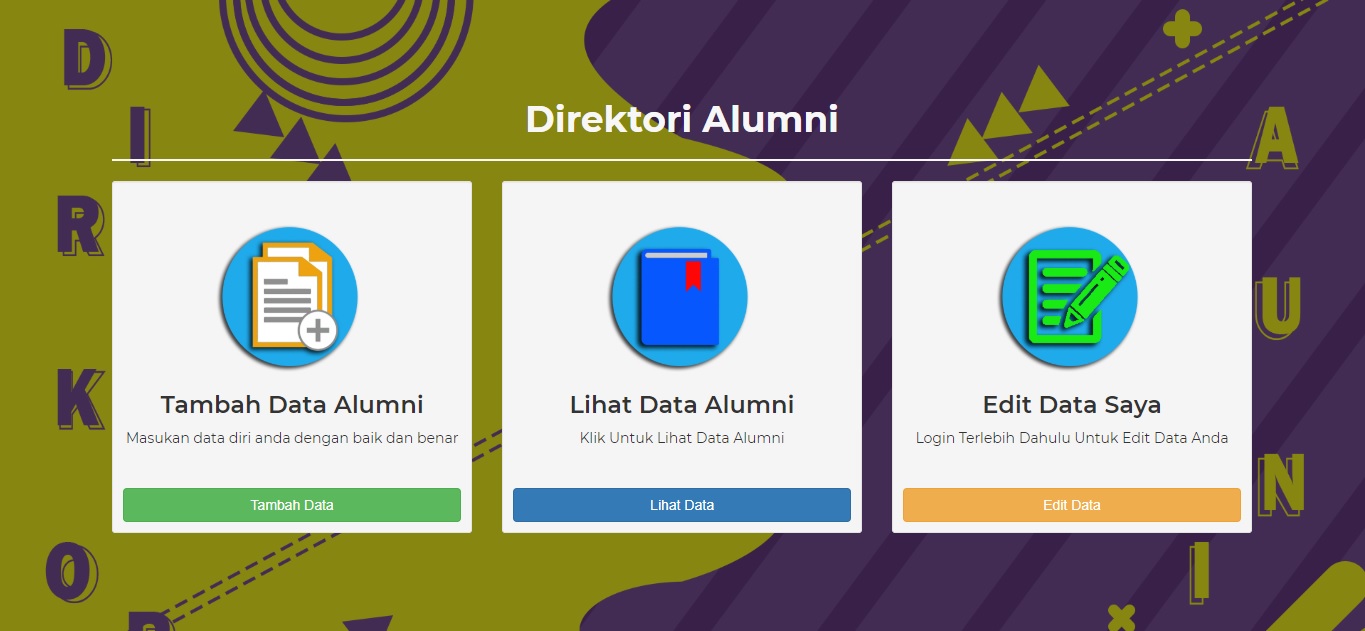 Direktori Alumni
Tambah Data Alumni
Masukan data diri anda dengan baik dan benar
Tambah Data
Lihat Data Alumni
Klik Untuk Lihat Data Alumni
Lihat Data
Edit Data Saya
Login Terlebih Dahulu Untuk Edit Data Anda
Edit Data
D
I
R
K
O
A
U
N
I